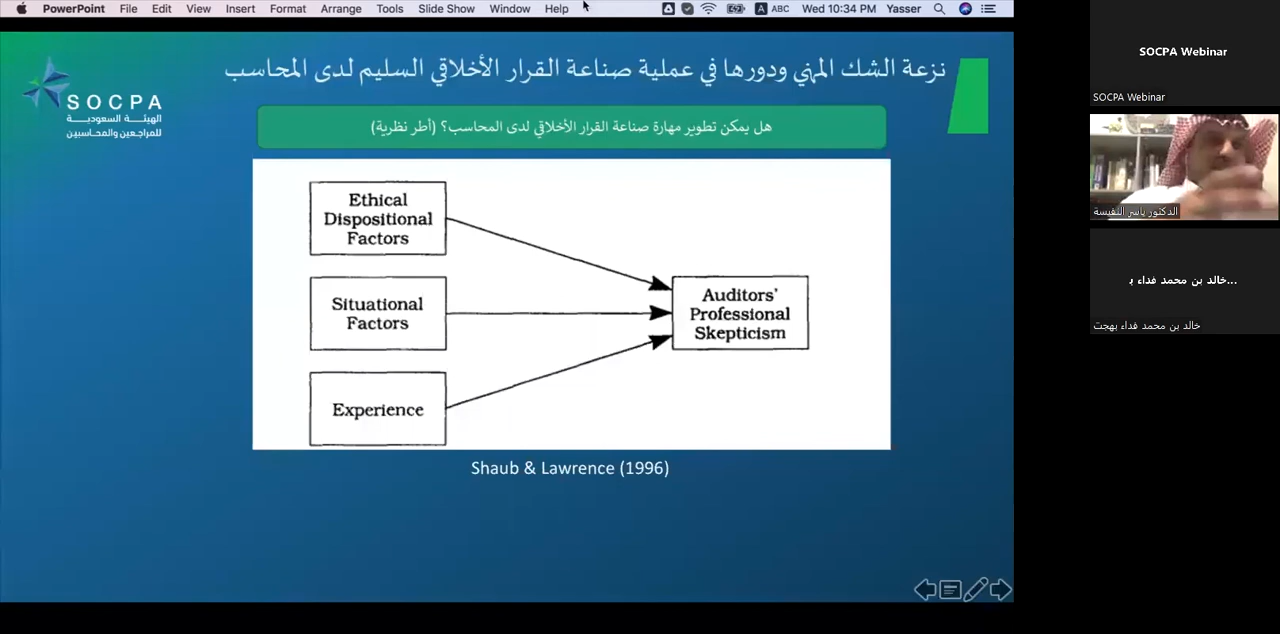 PowerPoint File Edit View Insert Format Arrange Tools Slide Show Window Help
A ABC Wed 10:34 PM Yasser
نزعة الشك المهني ودورها في عملية صناعة القرار الأخلاقي السليم لدى المحاسب
SOCPA
الهيئة السعودية
للمراجعين والمحاسبين
هل يمكن تطوير مهارة صناعة القرار الأخلاقي لدى المحاسب؟ (أطر نظرية)
Ethical
Dispositional
Factors
Situational
Factors
Experience
Auditors'
Professional
Skepticism
Shaub & Lawrence (1996)
SOCPA Webinar
SOCPA Webinar
الدكتور ياسر النفيسة
خالد بن محمد فداء ب...
خالد بن محمد فداء بهجت